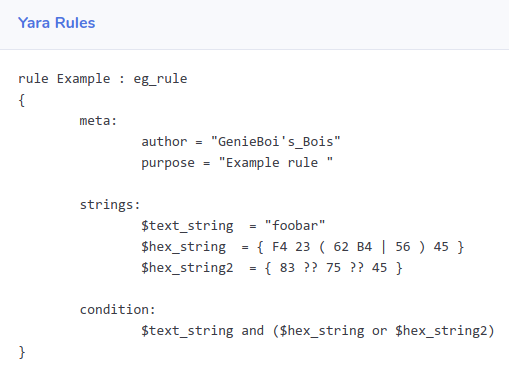 Yara Rules
rule Example : eg_rule
{
meta:
author = "GenieBoi's_Bois"
purpose = "Example rule "
strings:
$text_string = "foobar"
$hex_string = { F4 23 ( 62 B4 | 56 ) 45 }
$hex_string2 = { 83 ?? 75 ?? 45 }
condition:
$text_string and ($hex_string or $hex_string2)
}